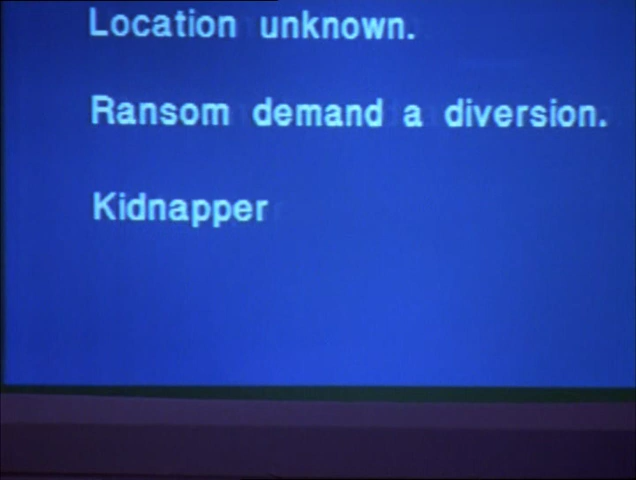 Location unknown.
Ransom demand a diversion.
Kidnapper